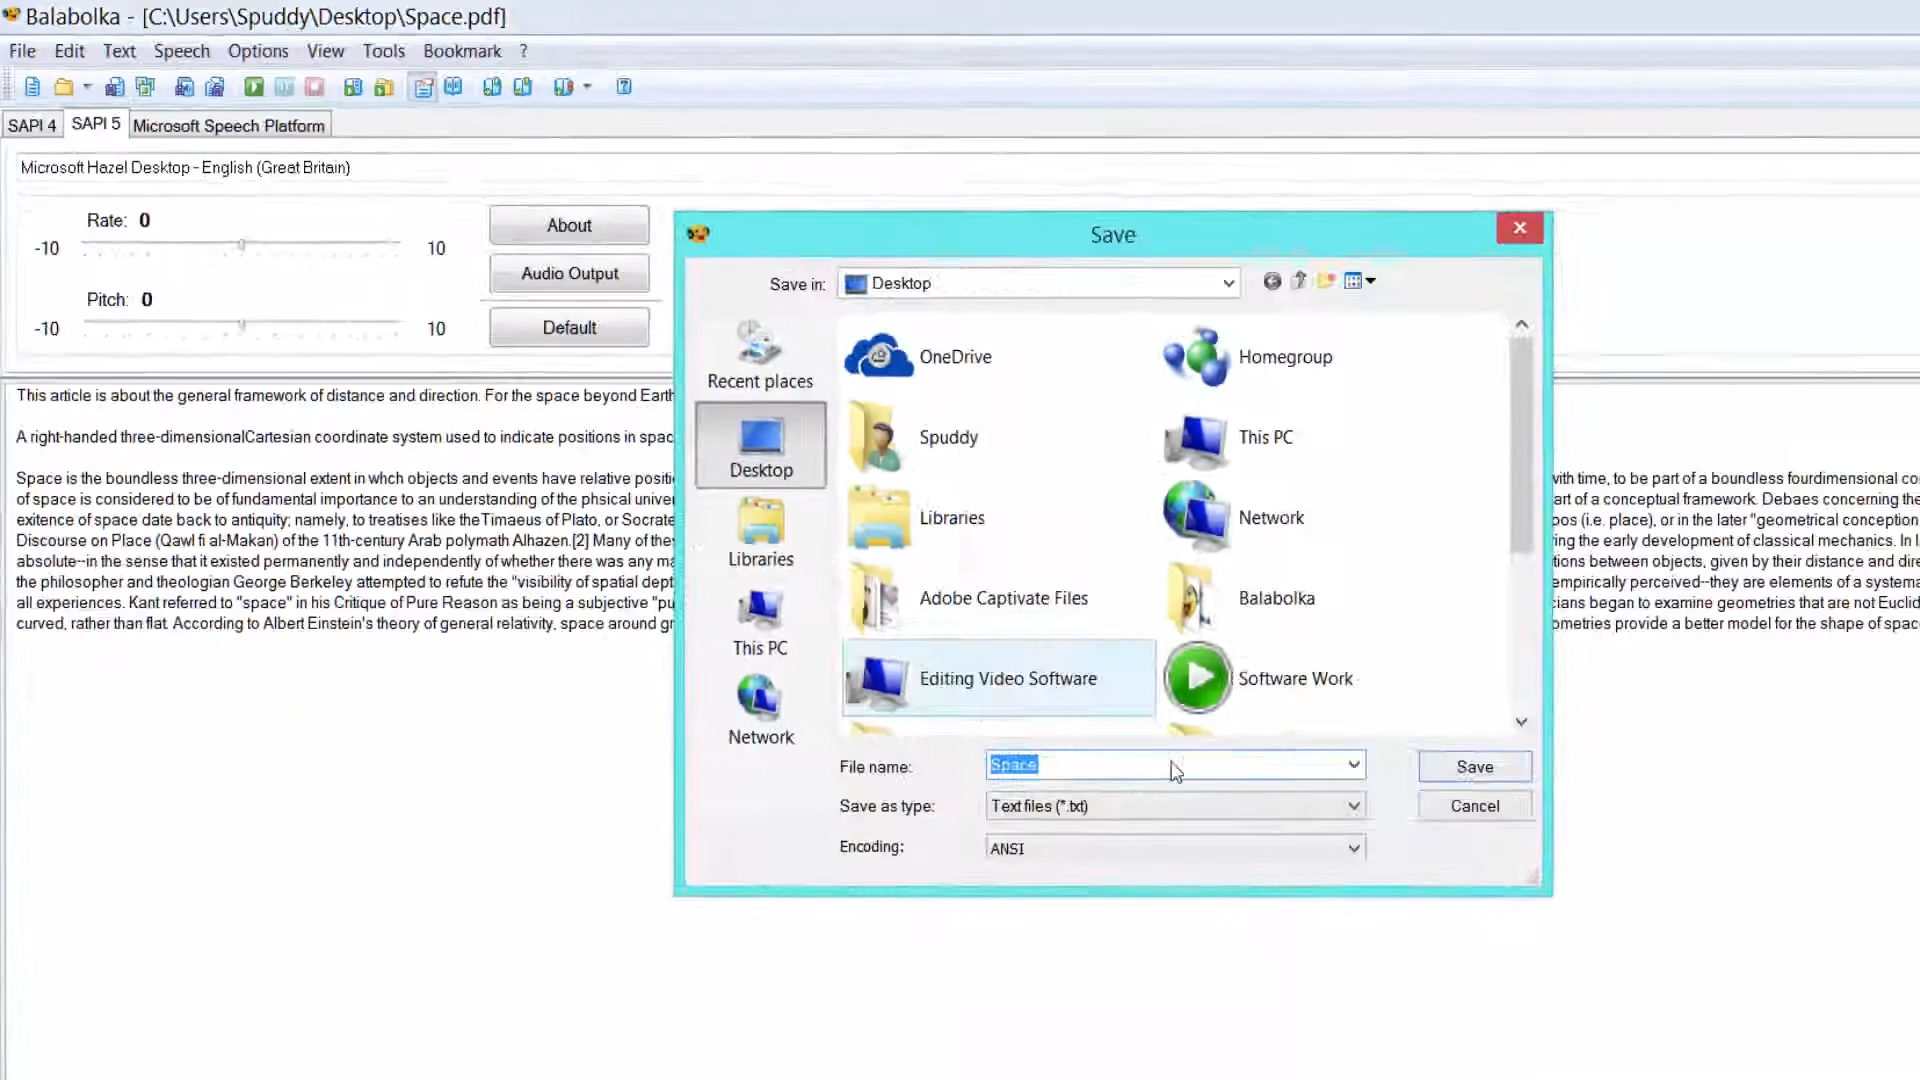 Balabolka - [C:\Users\Spuddy\Desktop\Space.pdf]
File Edit Text Speech Options View Tools Bookmark ?
SAPI 4 SAPI 5 Microsoft Speech Platform
Microsoft Hazel Desktop - English (Great Britain)
Rate: 0
-10 10
Pitch: 0
-10 10
About
Audio Output
Default
This article is about the general framework of distance and direction. For the space beyond Earth
A right-handed three-dimensionalCartesian coordinate system used to indicate positions in spac
Space is the boundless three-dimensional extent in whch objects and events have relative positi
of space is considered to be of fundamental importance to an understanding of the phsical unive
exitence of space date back to antiquity; namely, to treatises like theTimaeus of Plato, or Socrate
Discourse on Place (Qawl fi al-Makan) of the 11th-century Arab polymath Alhazen.[2] Many of the
absolute--in the sense that it existed permanently and independently of whether there was any ma
the philosopher and theologian George Berkeley attempted to refute the "visibility of spatial dept
all experiences. Kant referred to "space" in his Critique of Pure Reason as being a subjective "pu
curved, rather than flat. According to Albert Einstein's theory of general relativity, space around gr
with time, to be part of a boundless fourdimensional co
art of a conceptual framework. Debaes concerning the
pos (i.e. place), or in the later "geometrical conception
ing the early development of classical mechanics. In I
tions between objects, given by their distance and dire
empirically perceived--they are elements of a systema
cians began to examine geometries that are not Euclid
ometries provide a better model for the shape of space
Save
Save in: Desktop
Recent places
Desktop
Libraries
This PC
Network
OneDrive
Homegroup
Spuddy
This PC
Libraries
Network
Adobe Captivate Files
Balabolka
Editing Video Software
Software Work
File name: Space
Save
Save as type: Text files (*.txt)
Cancel
Encoding: ANSI